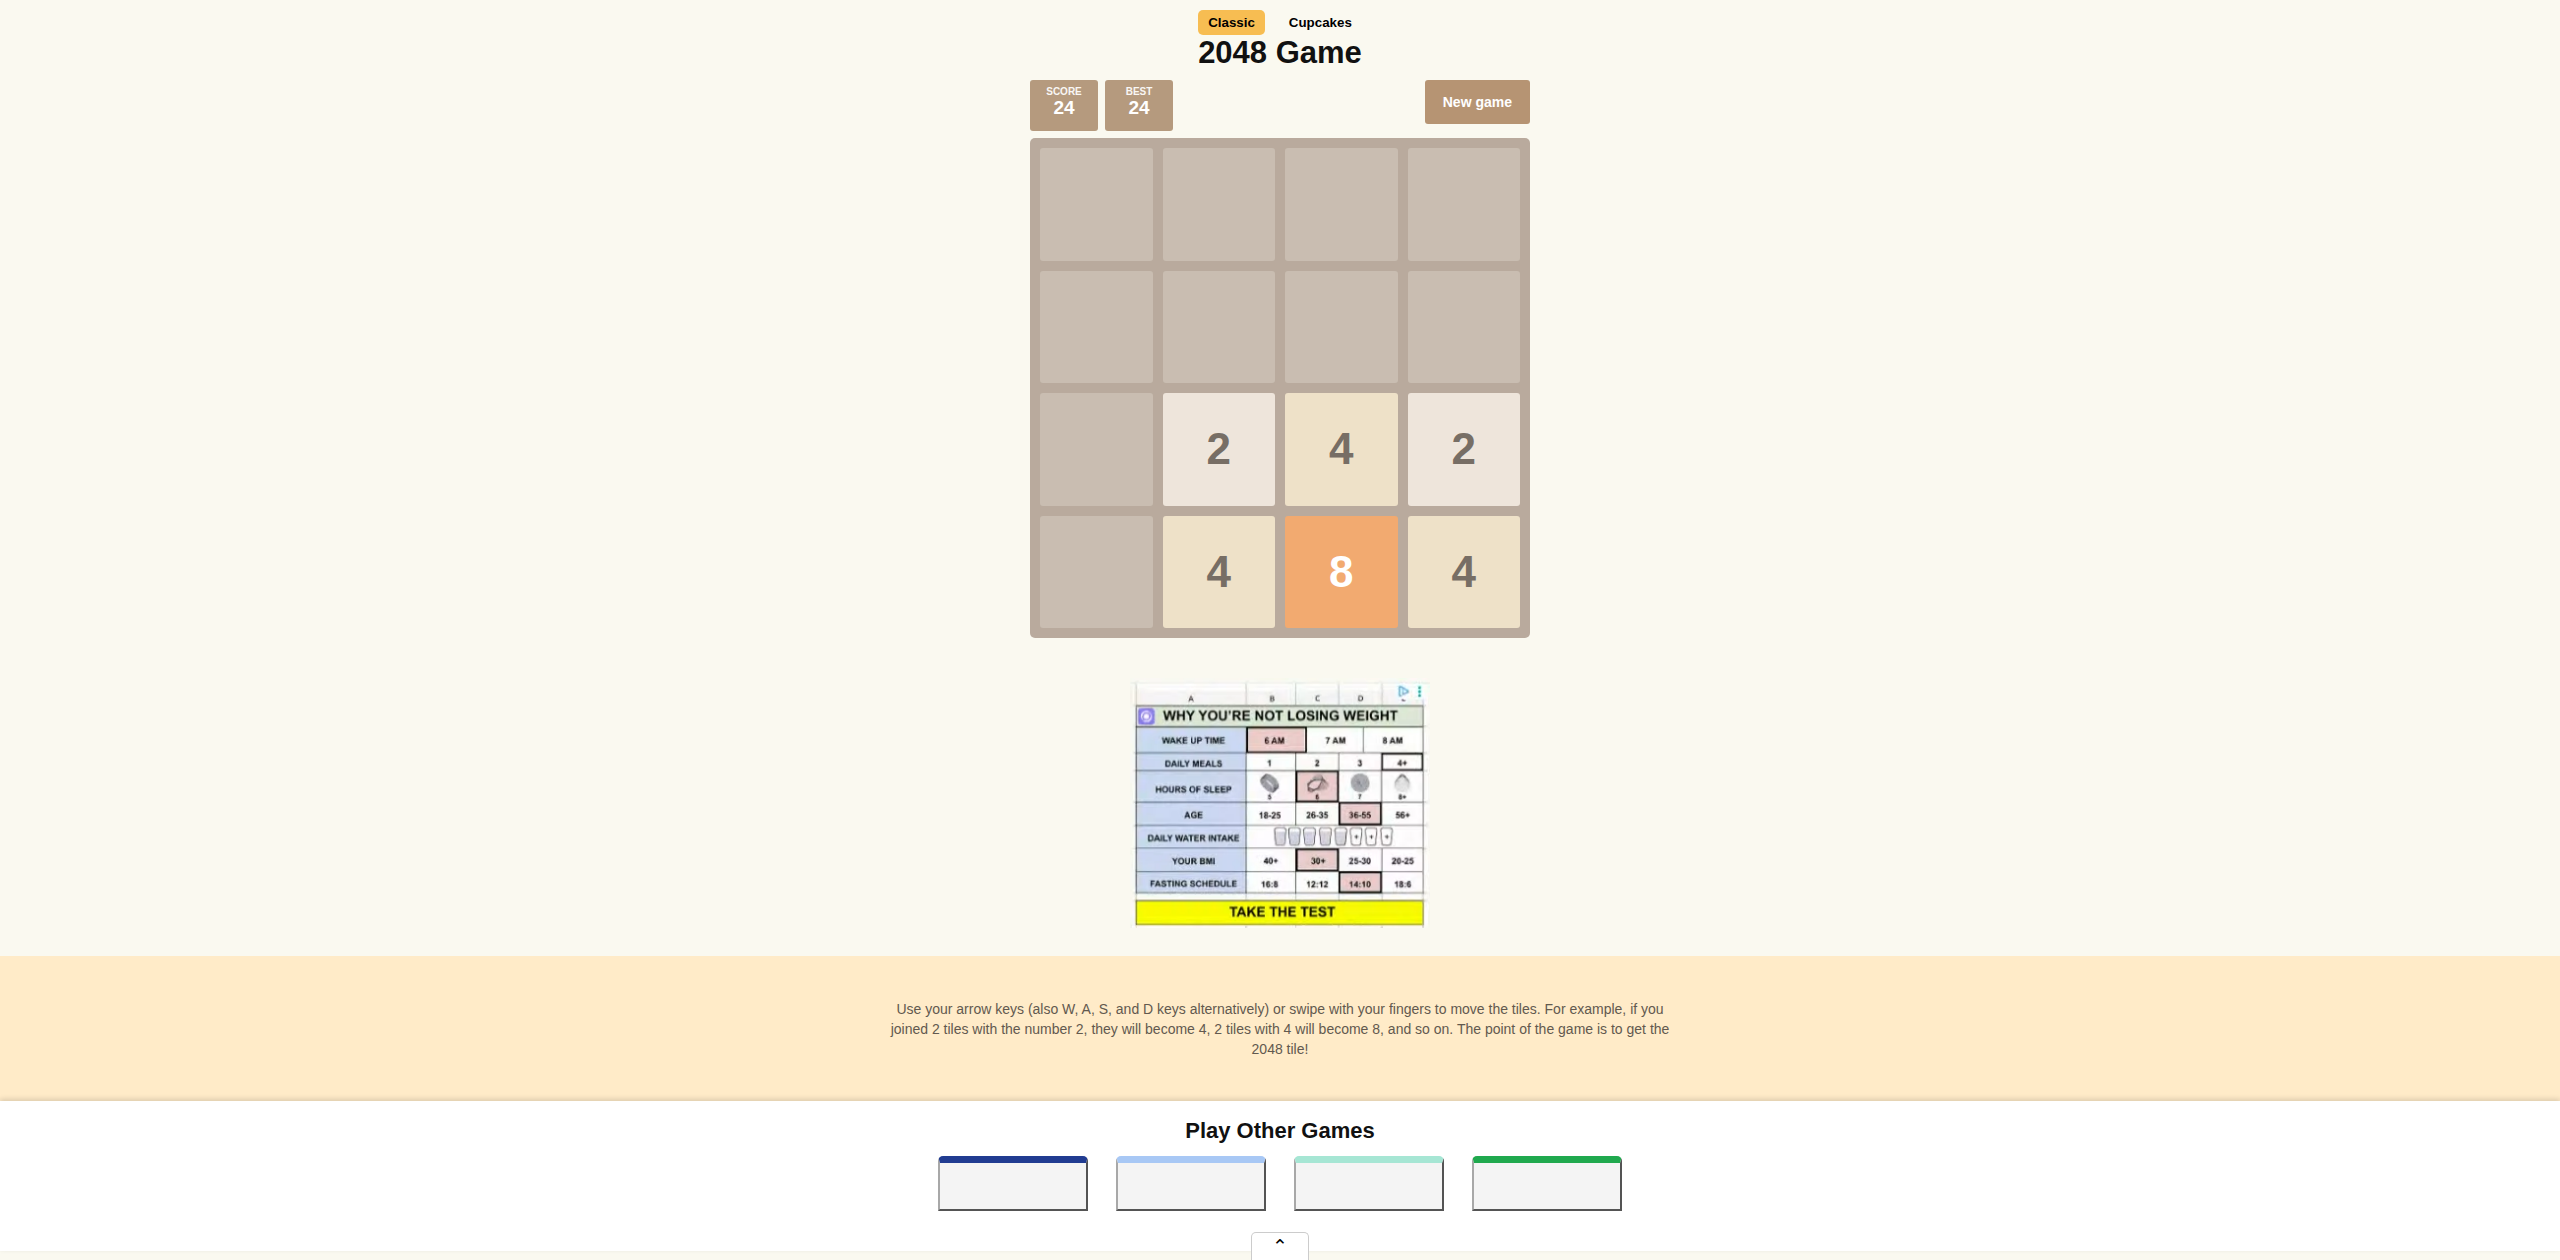 Classic Cupcakes
2048 Game
SCORE BEST
24 24
New game
2 4 2
4 8 4
A B C D
WHY YOU'RE NOT LOSING WEIGHT
WAKE UP TIME 6 AM 7 AM 8 AM
DAILY MEALS 1 2 3 4+
HOURS OF SLEEP 5 6 7 8+
AGE 18-25 26-35 36-55 56+
DAILY WATER INTAKE + + +
YOUR BMI 40+ 30+ 25-30 20-25
FASTING SCHEDULE 16:8 12:12 14:10 18:6
TAKE THE TEST
Use your arrow keys (also W, A, S, and D keys alternatively) or swipe with your fingers to move the tiles. For example, if you
joined 2 tiles with the number 2, they will become 4, 2 tiles with 4 will become 8, and so on. The point of the game is to get the
2048 tile!
Play Other Games